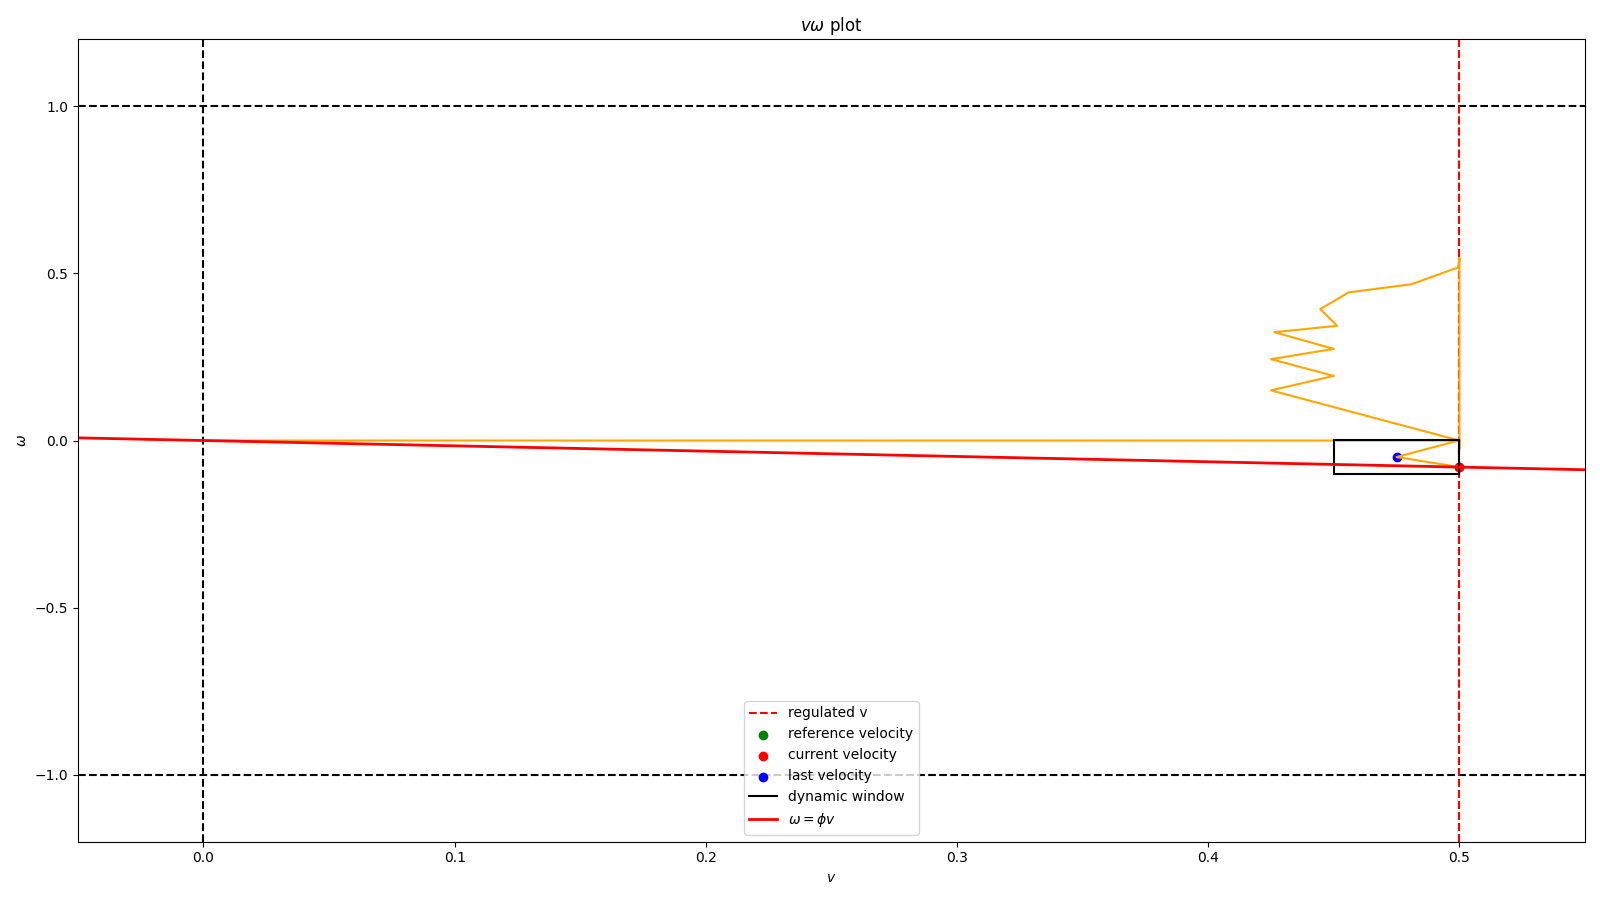 vω plot
1.0
0.5
0.0
−0.5
−1.0
ω
0.0
0.1
0.2
0.3
0.4
0.5
v
regulated v
reference velocity
current velocity
last velocity
dynamic window
ω = ϕv